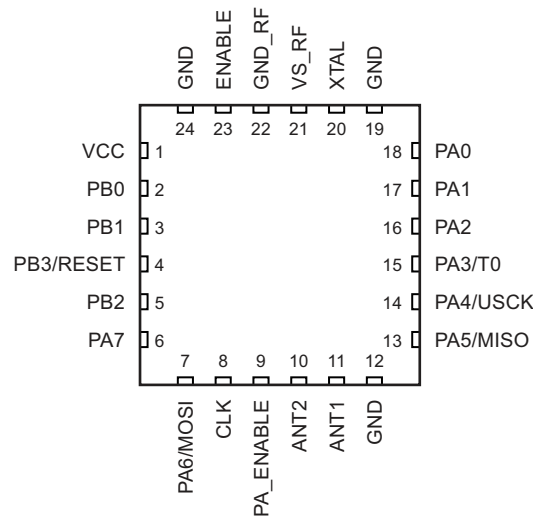 GND
ENABLE
GND_RF
VS_RF
XTAL
GND
24 23 22 21 20 19
VCC 1 18 PA0
PB0 2 17 PA1
PB1 3 16 PA2
PB3/RESET 4 15 PA3/T0
PB2 5 14 PA4/USCK
PA7 6 13 PA5/MISO
7 8 9 10 11 12
PA6/MOSI
CLK
PA_ENABLE
ANT2
ANT1
GND